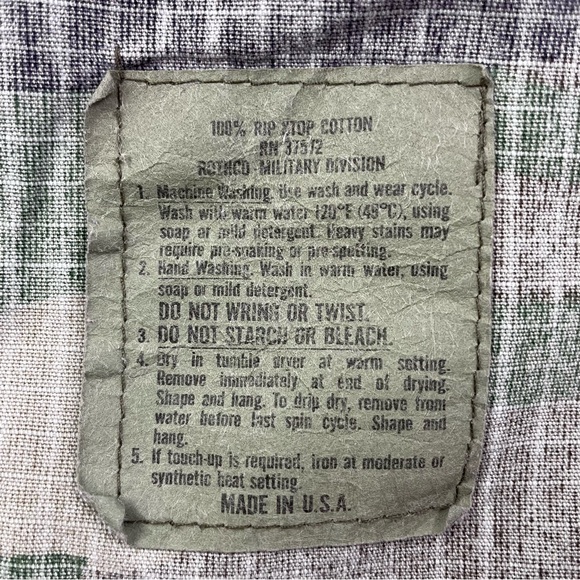 100% RIP STOP COTTON
RN 37572
ROTHCO-MILITARY DIVISION
1. Machine Washing. Use wash and wear cycle.
Wash with warm water 120°F (49°C), using
soap or mild detergent. Heavy stains may
require pre-soaking or pre-spotting.
2. Hand Washing. Wash in warm water, using
soap or mild detergent.
DO NOT WRING OR TWIST.
3. DO NOT STARCH OR BLEACH.
4. Dry in tumble dryer at warm setting.
Remove immediately at end of drying.
Shape and hang. To drip dry, remove from
water before last spin cycle. Shape and
hang.
5. If touch-up is required, iron at moderate or
synthetic heat setting.
MADE IN U.S.A.